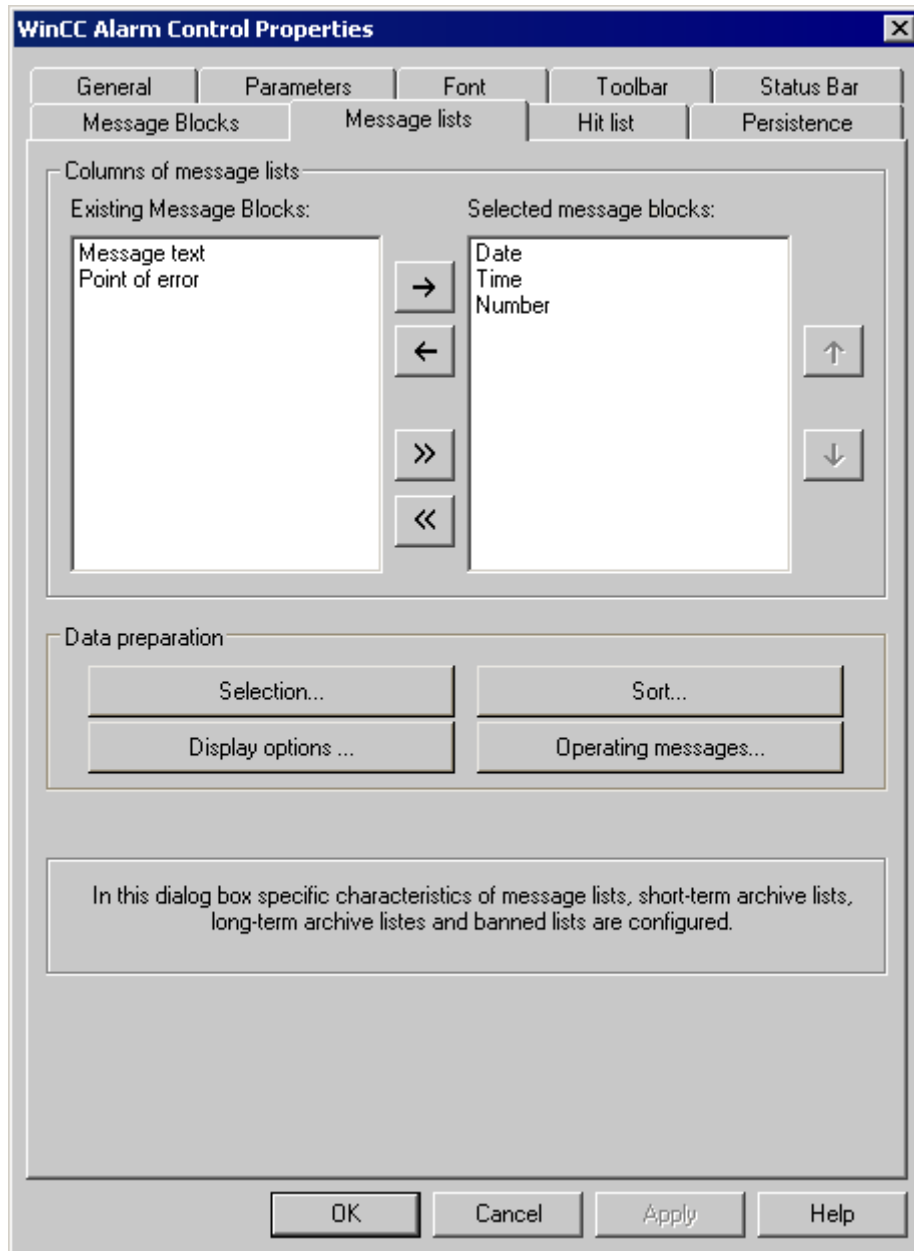 WinCC Alarm Control Properties
General Parameters Font Toolbar Status Bar
Message Blocks Message lists Hit list Persistence
Columns of message lists
Existing Message Blocks: Selected message blocks:
Message text
Point of error
Date
Time
Number
Data preparation
Selection... Sort...
Display options ... Operating messages...
In this dialog box specific characteristics of message lists, short-term archive lists,
long-term archive listes and banned lists are configured.
OK Cancel Apply Help